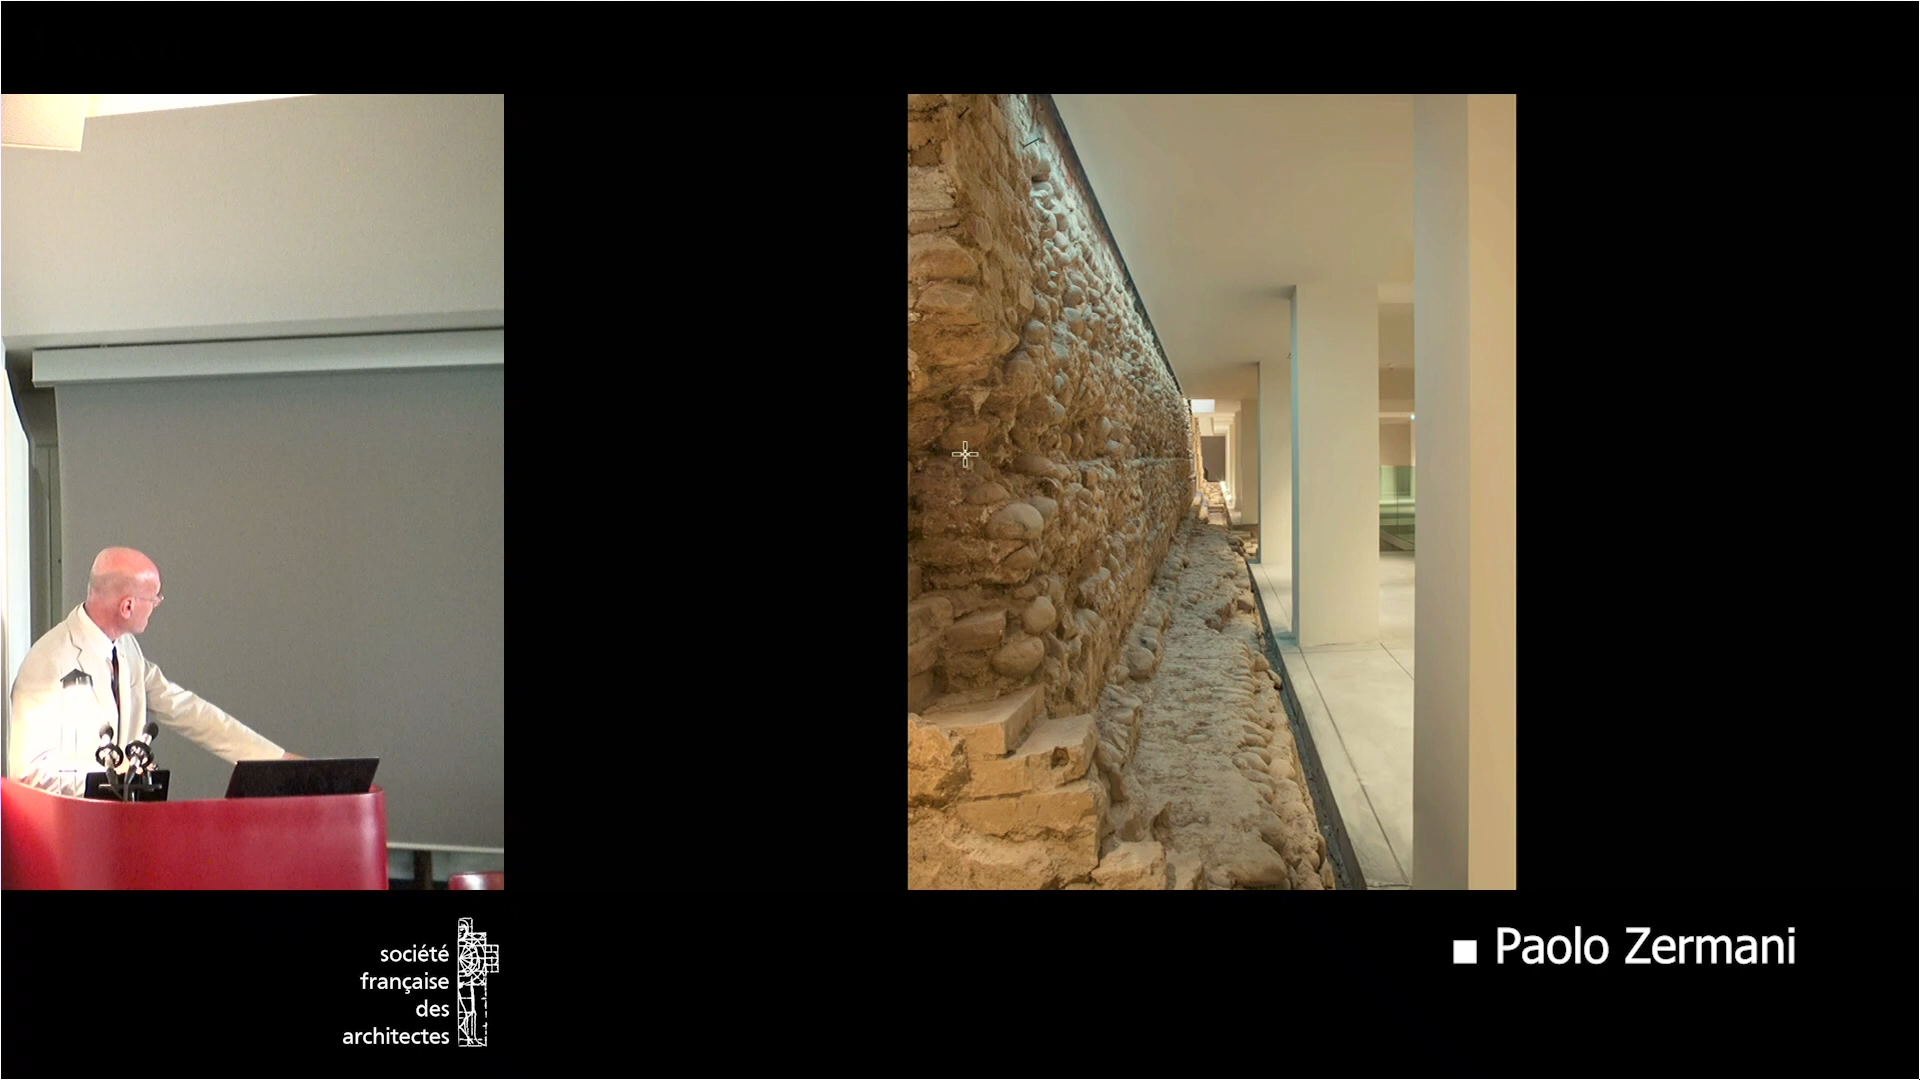 société
française
des
architectes
Paolo Zermani